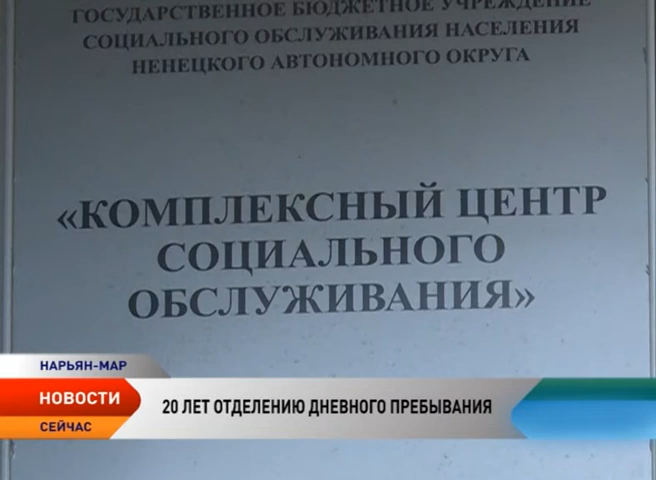 ГОСУДАРСТВЕННОЕ БЮДЖЕТНОЕ УЧРЕЖДЕНИЕ
СОЦИАЛЬНОГО ОБСЛУЖИВАНИЯ НАСЕЛЕНИЯ
НЕНЕЦКОГО АВТОНОМНОГО ОКРУГА
«КОМПЛЕКСНЫЙ ЦЕНТР
СОЦИАЛЬНОГО
ОБСЛУЖИВАНИЯ»
НАРЬЯН-МАР
НОВОСТИ
СЕЙЧАС
20 ЛЕТ ОТДЕЛЕНИЮ ДНЕВНОГО ПРЕБЫВАНИЯ